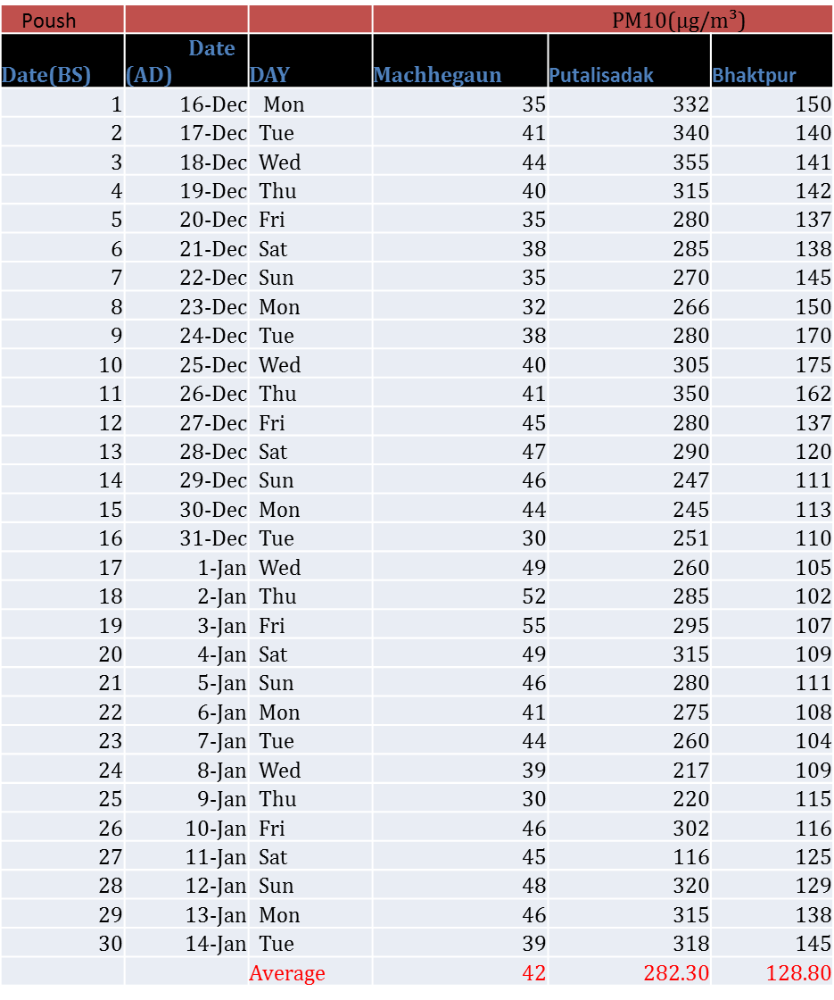 Poush PM10(µg/m³)
Date(BS) Date (AD) DAY Machhegaun Putalisadak Bhaktpur
1 16-Dec Mon 35 332 150
2 17-Dec Tue 41 340 140
3 18-Dec Wed 44 355 141
4 19-Dec Thu 40 315 142
5 20-Dec Fri 35 280 137
6 21-Dec Sat 38 285 138
7 22-Dec Sun 35 270 145
8 23-Dec Mon 32 266 150
9 24-Dec Tue 38 280 170
10 25-Dec Wed 40 305 175
11 26-Dec Thu 41 350 162
12 27-Dec Fri 45 280 137
13 28-Dec Sat 47 290 120
14 29-Dec Sun 46 247 111
15 30-Dec Mon 44 245 113
16 31-Dec Tue 30 251 110
17 1-Jan Wed 49 260 105
18 2-Jan Thu 52 285 102
19 3-Jan Fri 55 295 107
20 4-Jan Sat 49 315 109
21 5-Jan Sun 46 280 111
22 6-Jan Mon 41 275 108
23 7-Jan Tue 44 260 104
24 8-Jan Wed 39 217 109
25 9-Jan Thu 30 220 115
26 10-Jan Fri 46 302 116
27 11-Jan Sat 45 116 125
28 12-Jan Sun 48 320 129
29 13-Jan Mon 46 315 138
30 14-Jan Tue 39 318 145
Average 42 282.30 128.80